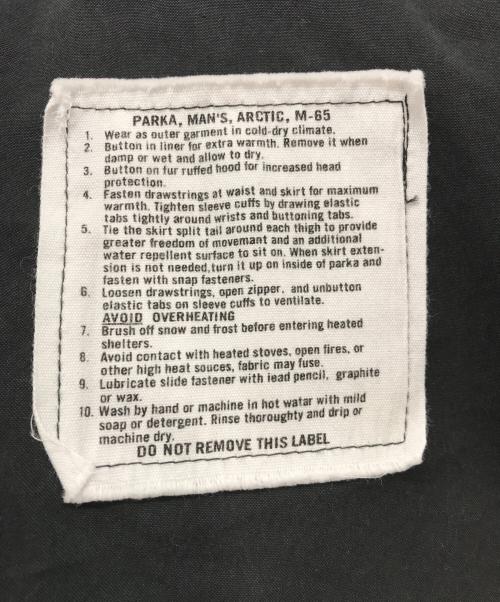 PARKA, MAN'S, ARCTIC, M-65
1. Wear as outer garment in cold-dry climate.
2. Button in liner for extra warmth. Remove it when
damp or wet and allow to dry.
3. Button on fur ruffed hood for increased head
protection.
4. Fasten drawstrings at waist and skirt for maximum
warmth. Tighten sleeve cuffs by drawing elastic
tabs tightly around wrists and buttoning tabs.
5. Tie the skirt split tail around each thigh to provide
greater freedom of movemant and an additional
water repellent surface to sit on. When skirt exten-
sion is not needed,turn it up on inside of parka and
fasten with snap fasteners.
6. Loosen drawstrings, open zipper, and unbutton
elastic tabs on sleeve cuffs to ventilate.
AVOID OVERHEATING
7. Brush off snow and frost before entering heated
shelters.
8. Avoid contact with heated stoves, open fires, or
other high heat souces, fabric may fuse.
9. Lubricate slide fastener with lead pencil, graphite
or wax.
10. Wash by hand or machine in hot watar with mild
soap or detergent. Rinse thoroughty and drip or
machine dry.
DO NOT REMOVE THIS LABEL